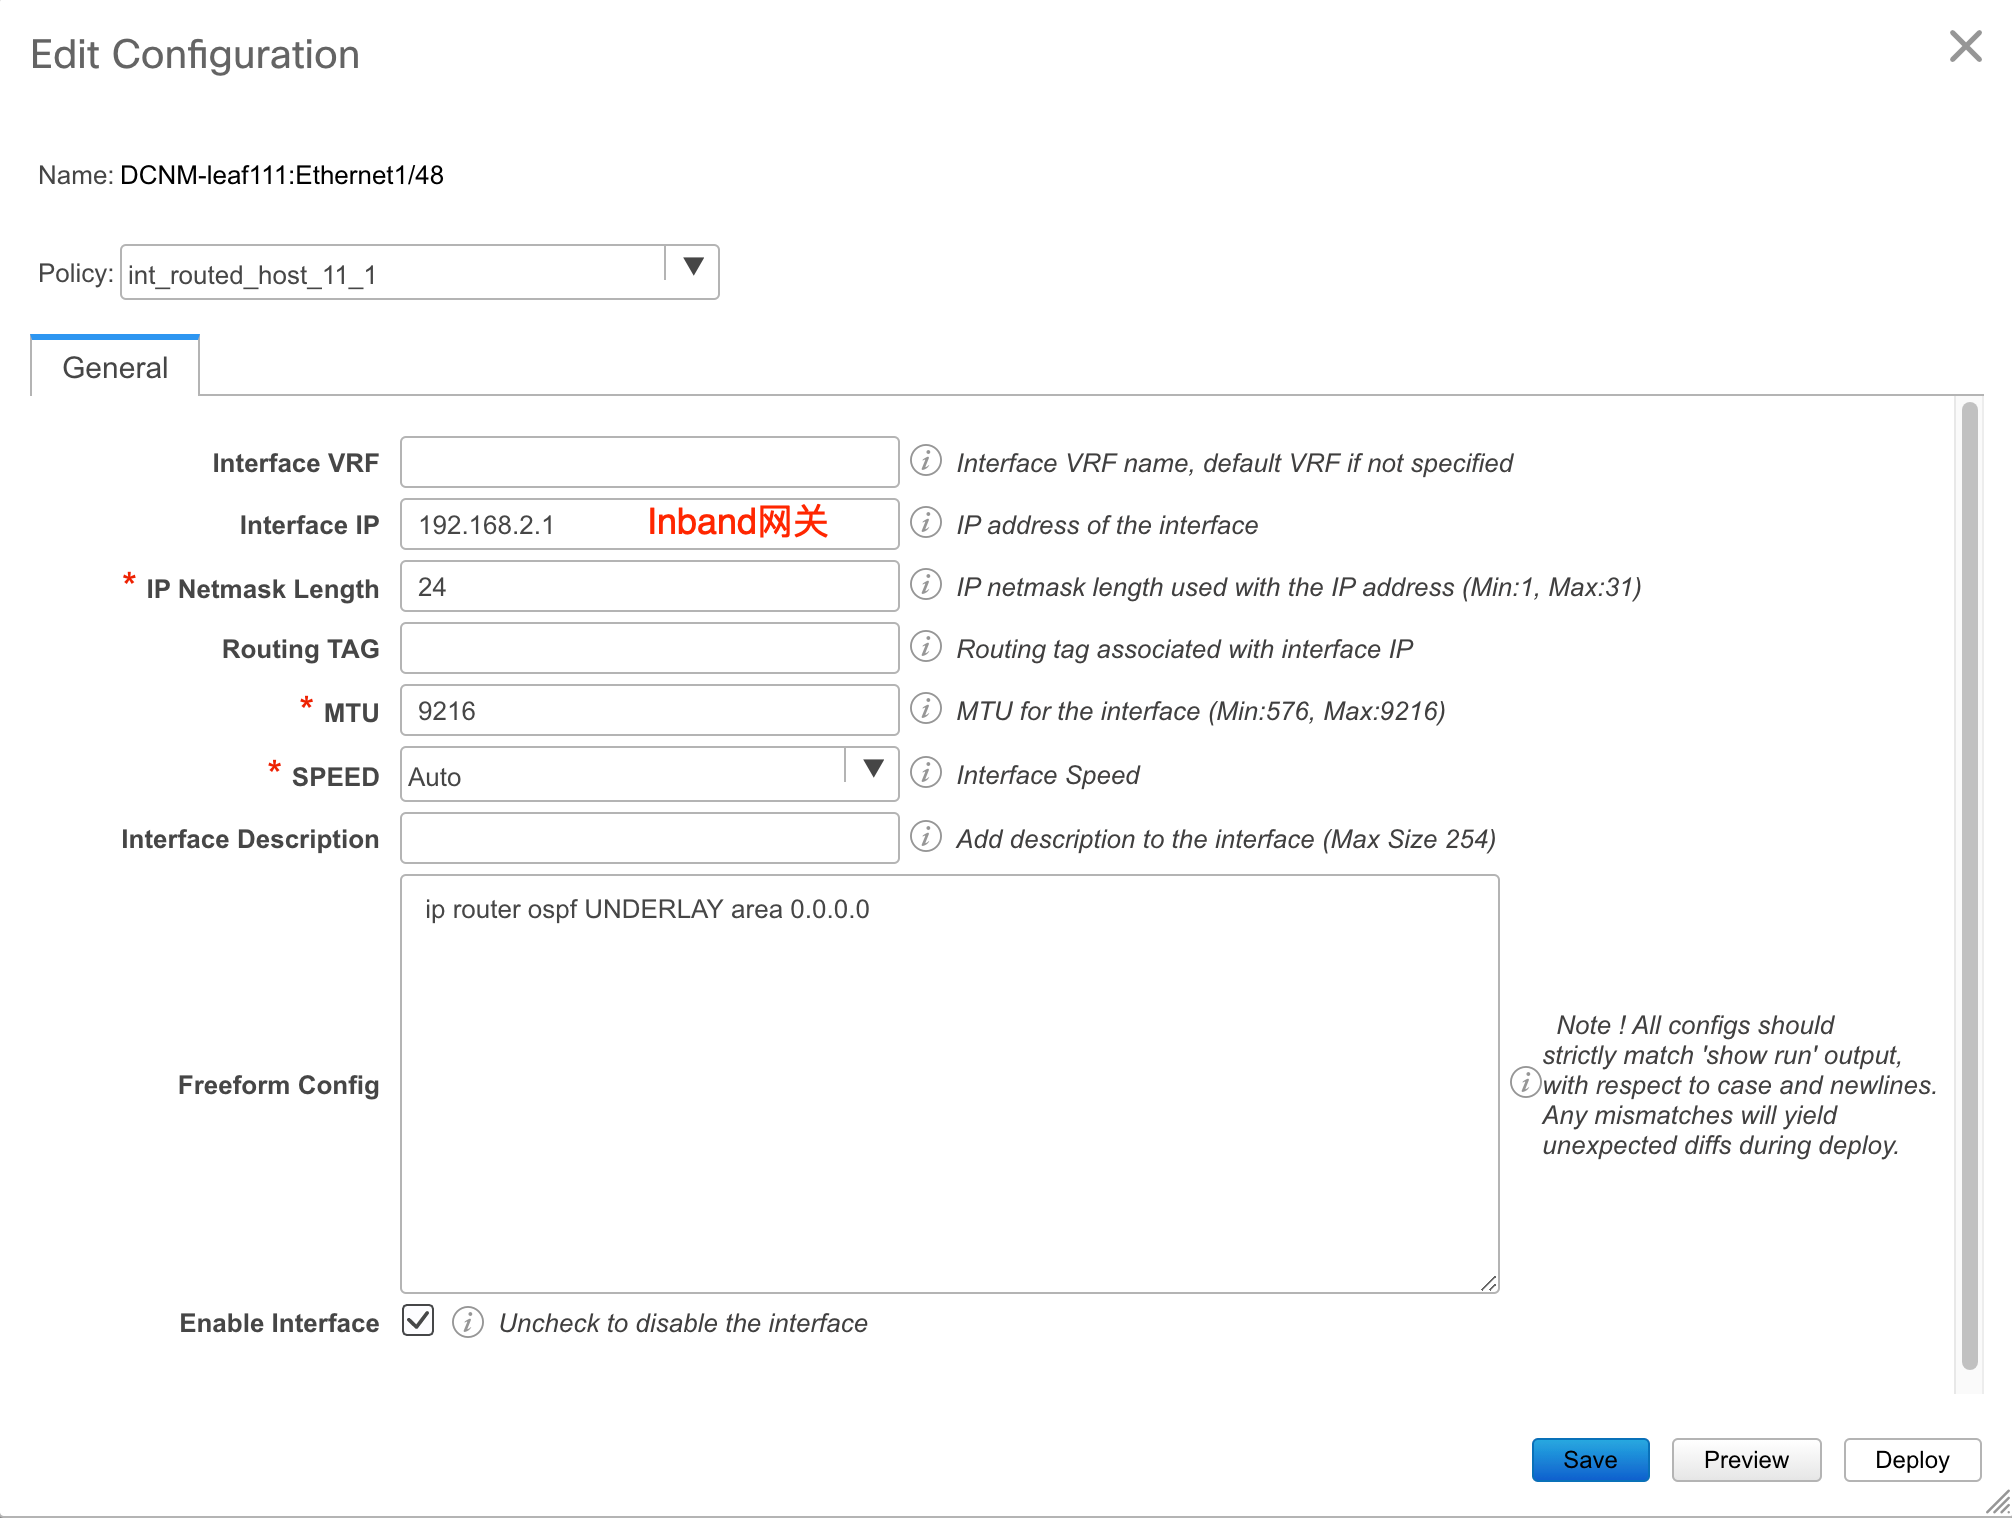 Edit Configuration
Name: DCNM-leaf111:Ethernet1/48
Policy: int_routed_host_11_1
General
Interface VRF
Interface VRF name, default VRF if not specified
Interface IP 192.168.2.1 Inband网关
IP address of the interface
* IP Netmask Length 24
IP netmask length used with the IP address (Min:1, Max:31)
Routing TAG
Routing tag associated with interface IP
* MTU 9216
MTU for the interface (Min:576, Max:9216)
* SPEED Auto
Interface Speed
Interface Description
Add description to the interface (Max Size 254)
Freeform Config
ip router ospf UNDERLAY area 0.0.0.0
Note ! All configs should
strictly match 'show run' output,
with respect to case and newlines.
Any mismatches will yield
unexpected diffs during deploy.
Enable Interface
Uncheck to disable the interface
Save Preview Deploy